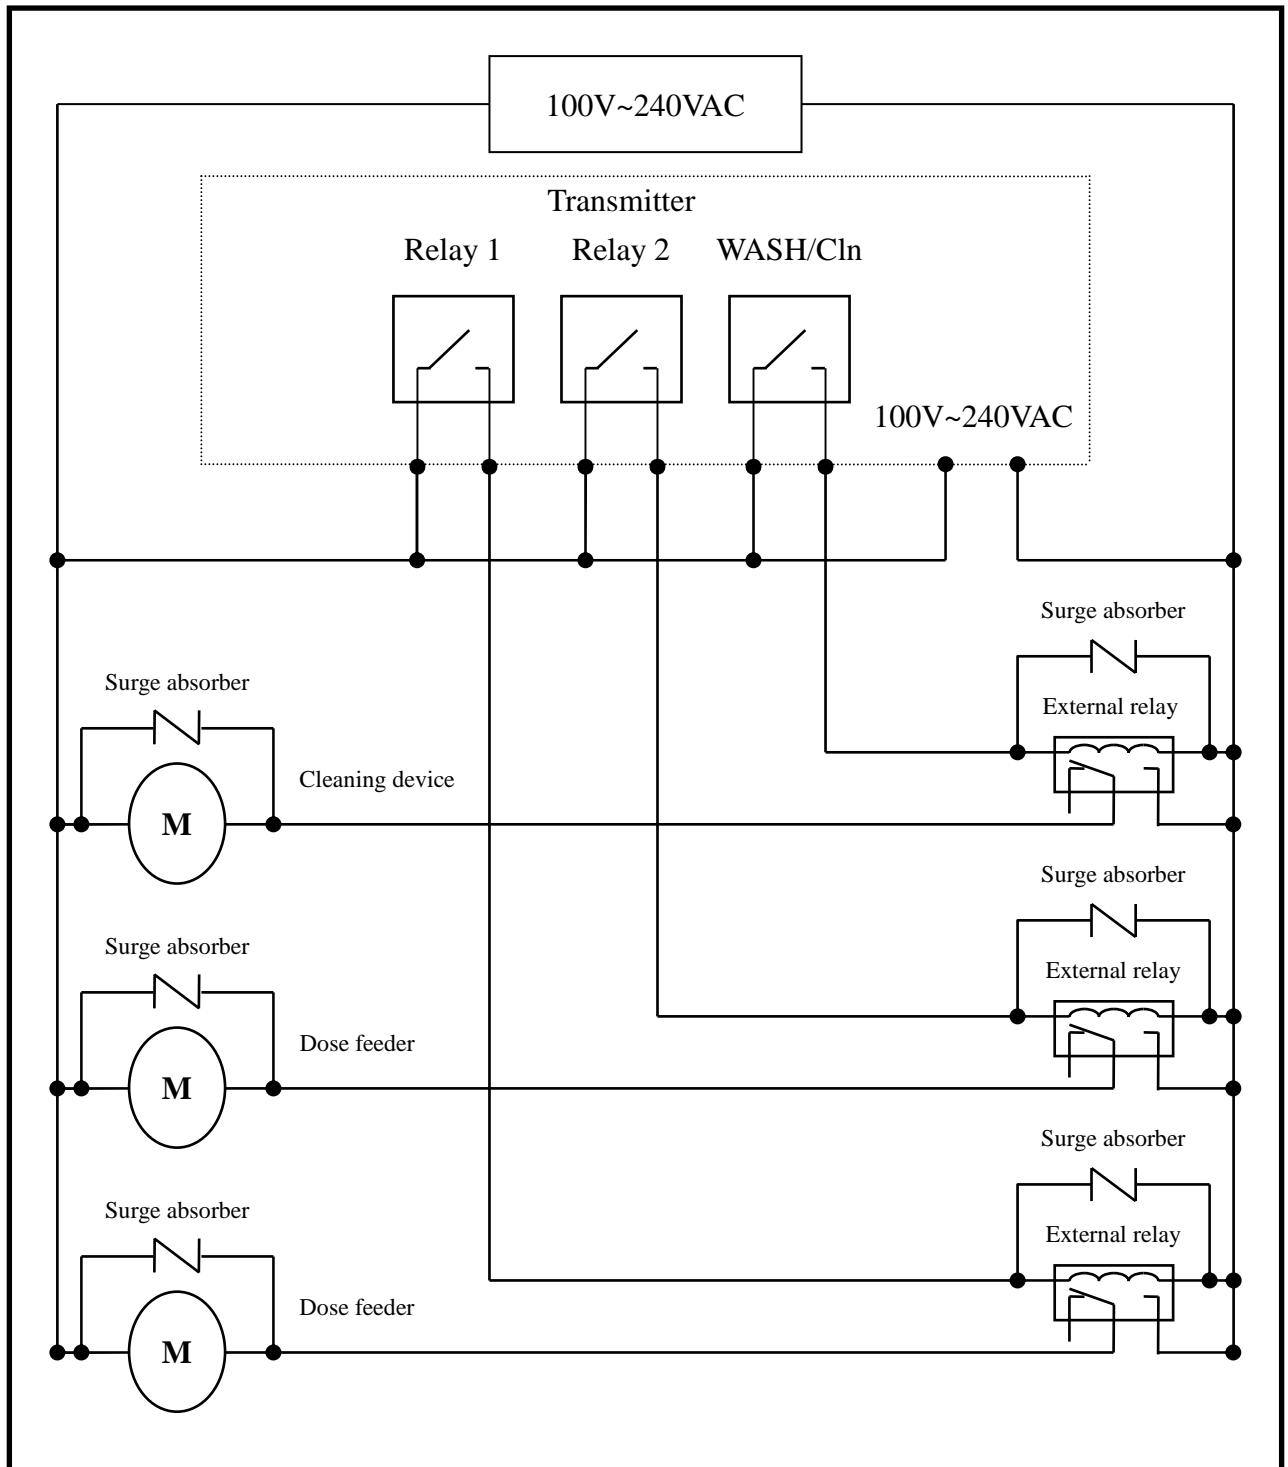 100V~240VAC
Transmitter
Relay 1
Relay 2
WASH/Cln
100V~240VAC
Surge absorber
External relay
Surge absorber
Cleaning device
M
Surge absorber
External relay
Surge absorber
Dose feeder
M
Surge absorber
External relay
Surge absorber
Dose feeder
M